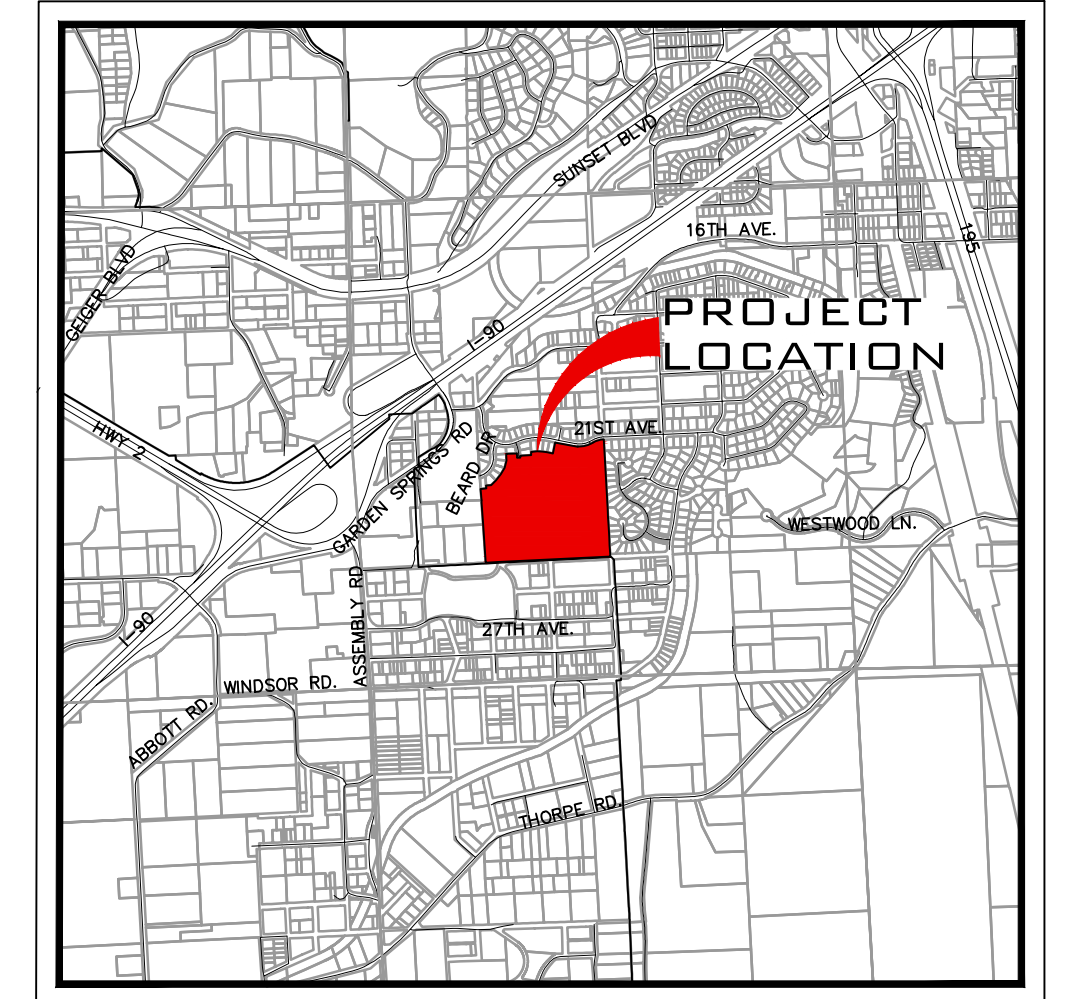 SUNSET BLVD
16TH AVE.
195
GEIGER BLVD
PROJECT
LOCATION
I-90
21ST AVE.
HWY 2
GARDEN SPRINGS RD
BEARD DR
WESTWOOD LN.
ASSEMBLY RD
I-90
27TH AVE.
WINDSOR RD.
ABBOTT RD.
THORPE RD.